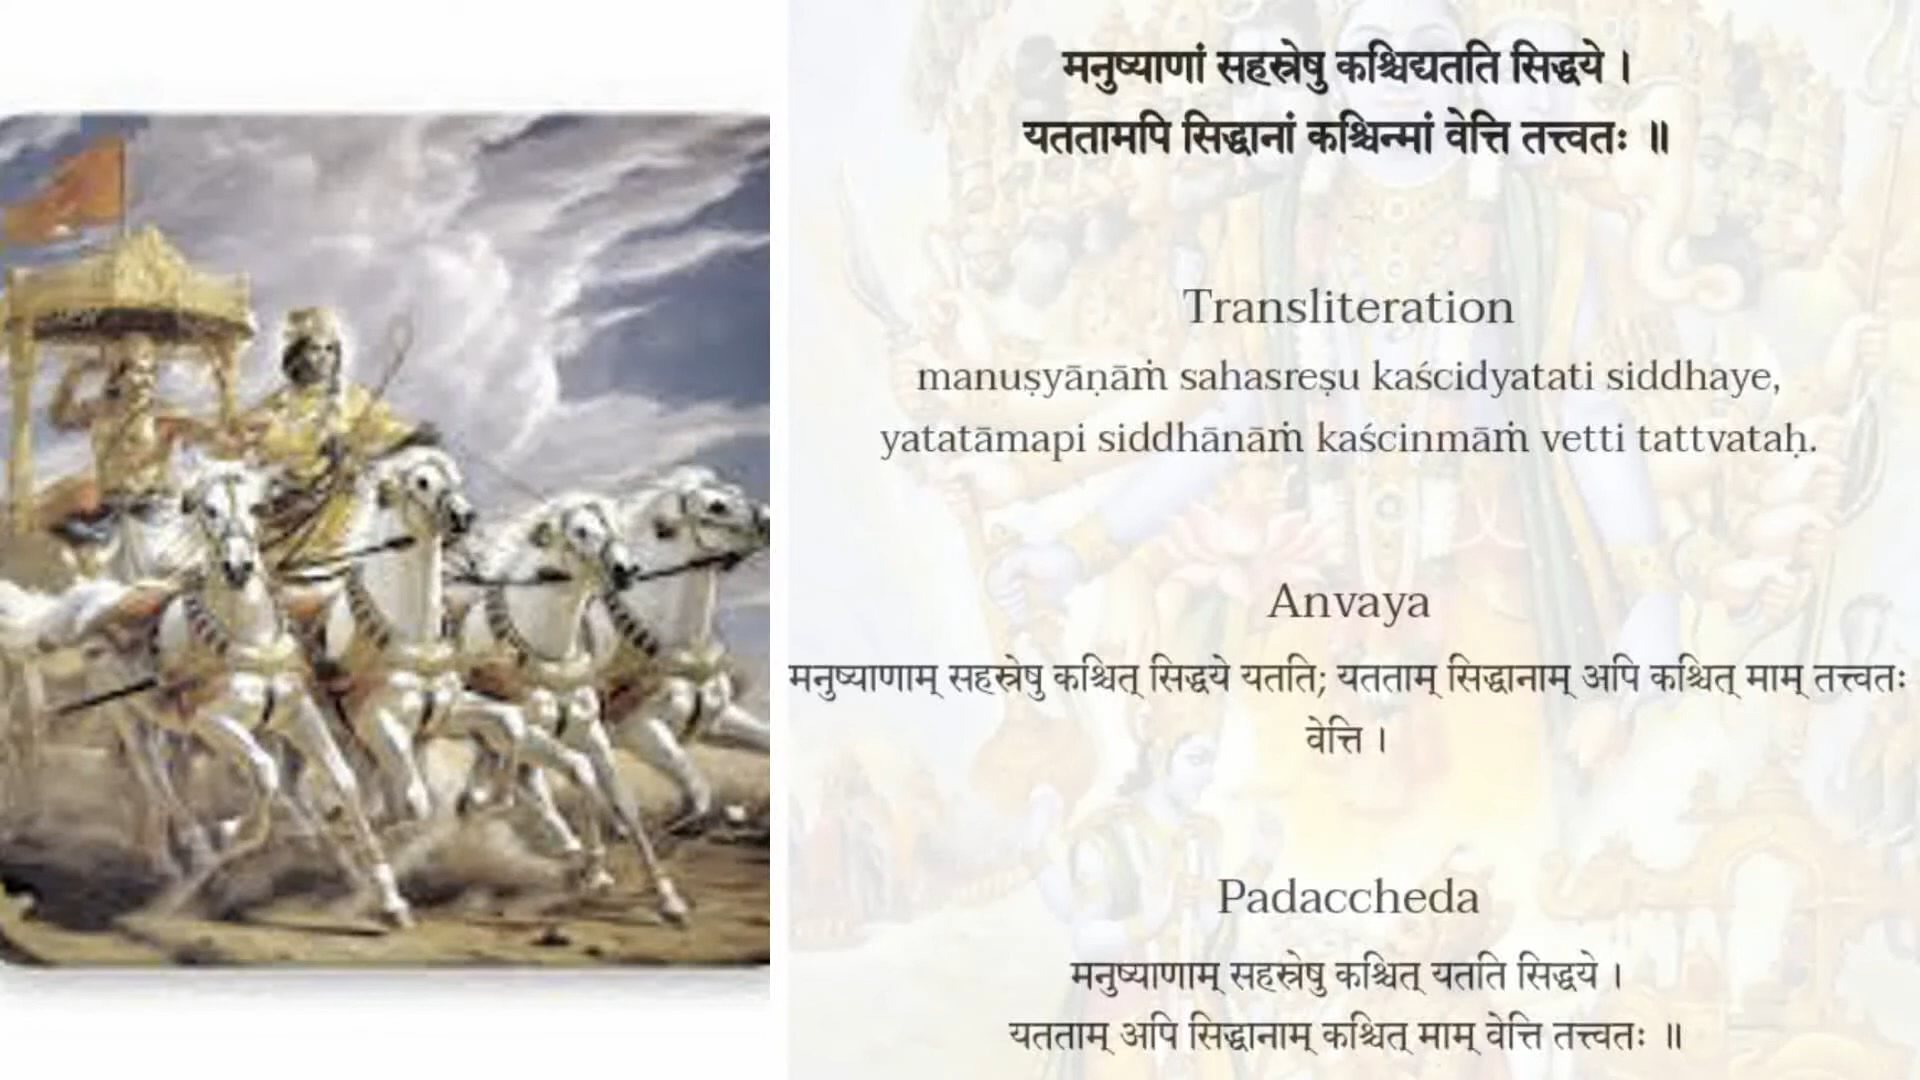 मनुष्याणां सहस्रेषु कश्चिद्यतति सिद्धये ।
यततामपि सिद्धानां कश्चिन्मां वेत्ति तत्त्वतः ॥
Transliteration
manuṣyāṇāṁ sahasreṣu kaścidyatati siddhaye,
yatatāmapi siddhānāṁ kaścinmāṁ vetti tattvataḥ.
Anvaya
मनुष्याणाम् सहस्रेषु कश्चित् सिद्धये यतति; यतताम् सिद्धानाम् अपि कश्चित् माम् तत्त्वतः
वेत्ति ।
Padaccheda
मनुष्याणाम् सहस्रेषु कश्चित् यतति सिद्धये ।
यतताम् अपि सिद्धानाम् कश्चित् माम् वेत्ति तत्त्वतः ॥